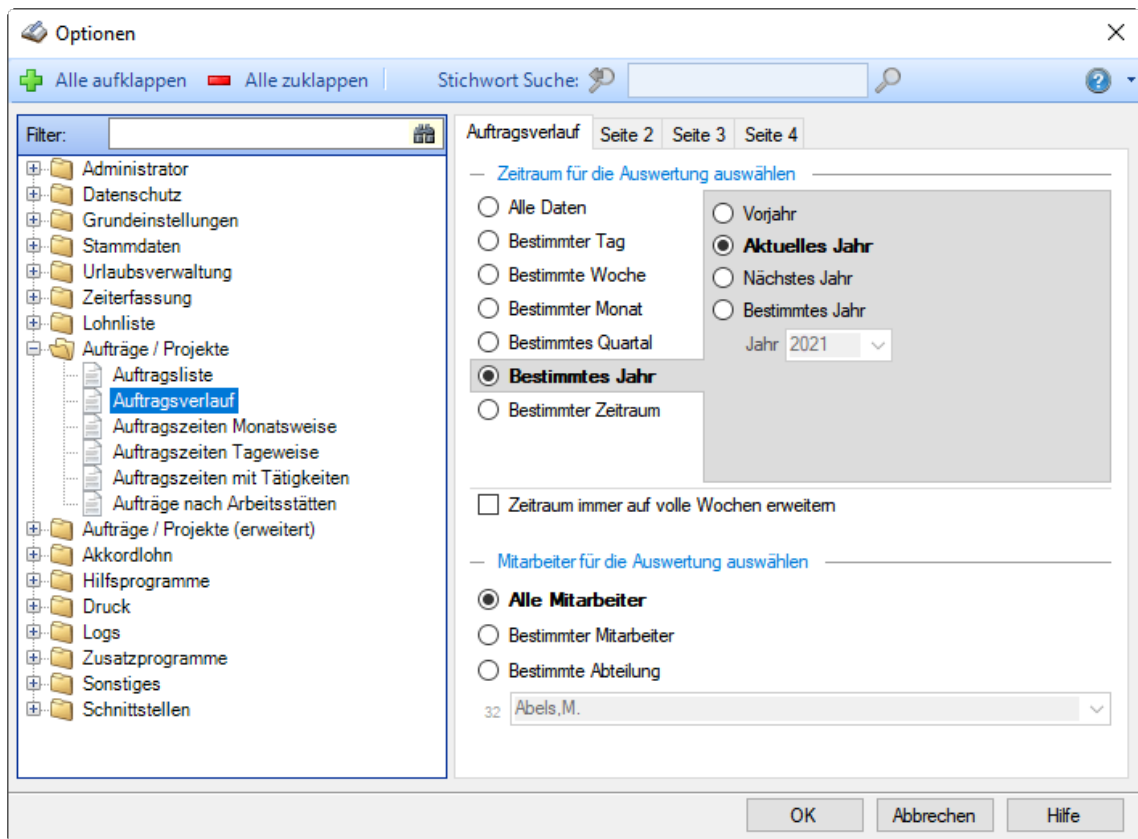 Optionen
Alle aufklappen Alle zuklappen Stichwort Suche:
Filter:
Administrator
Datenschutz
Grundeinstellungen
Stammdaten
Urlaubsverwaltung
Zeiterfassung
Lohnliste
Aufträge / Projekte
Auftragsliste
Auftragsverlauf
Auftragszeiten Monatsweise
Auftragszeiten Tageweise
Auftragszeiten mit Tätigkeiten
Aufträge nach Arbeitsstätten
Aufträge / Projekte (erweitert)
Akkordlohn
Hilfsprogramme
Druck
Logs
Zusatzprogramme
Sonstiges
Schnittstellen
Auftragsverlauf Seite 2 Seite 3 Seite 4
Zeitraum für die Auswertung auswählen
Alle Daten
Bestimmter Tag
Bestimmte Woche
Bestimmter Monat
Bestimmtes Quartal
Bestimmtes Jahr
Bestimmter Zeitraum
Vorjahr
Aktuelles Jahr
Nächstes Jahr
Bestimmtes Jahr
Jahr 2021
Zeitraum immer auf volle Wochen erweitern
Mitarbeiter für die Auswertung auswählen
Alle Mitarbeiter
Bestimmter Mitarbeiter
Bestimmte Abteilung
32 Abels,M.
OK Abbrechen Hilfe